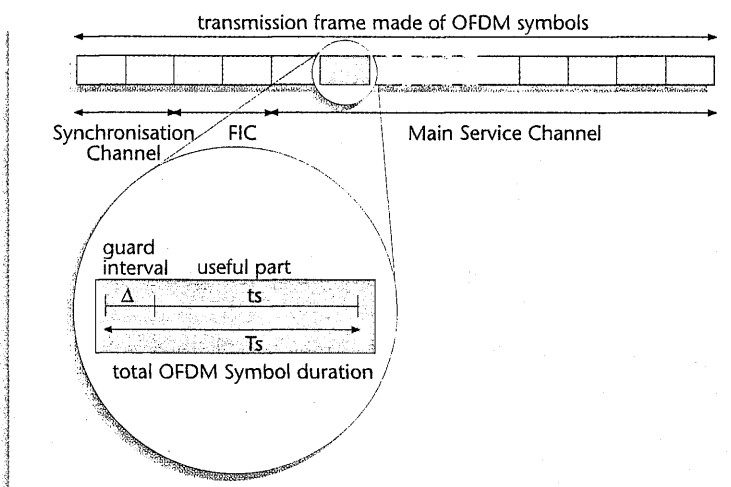 transmission frame made of OFDM symbols
Synchronisation
Channel
FIC
Main Service Channel
guard
interval
useful part
Δ
ts
Ts
total OFDM Symbol duration